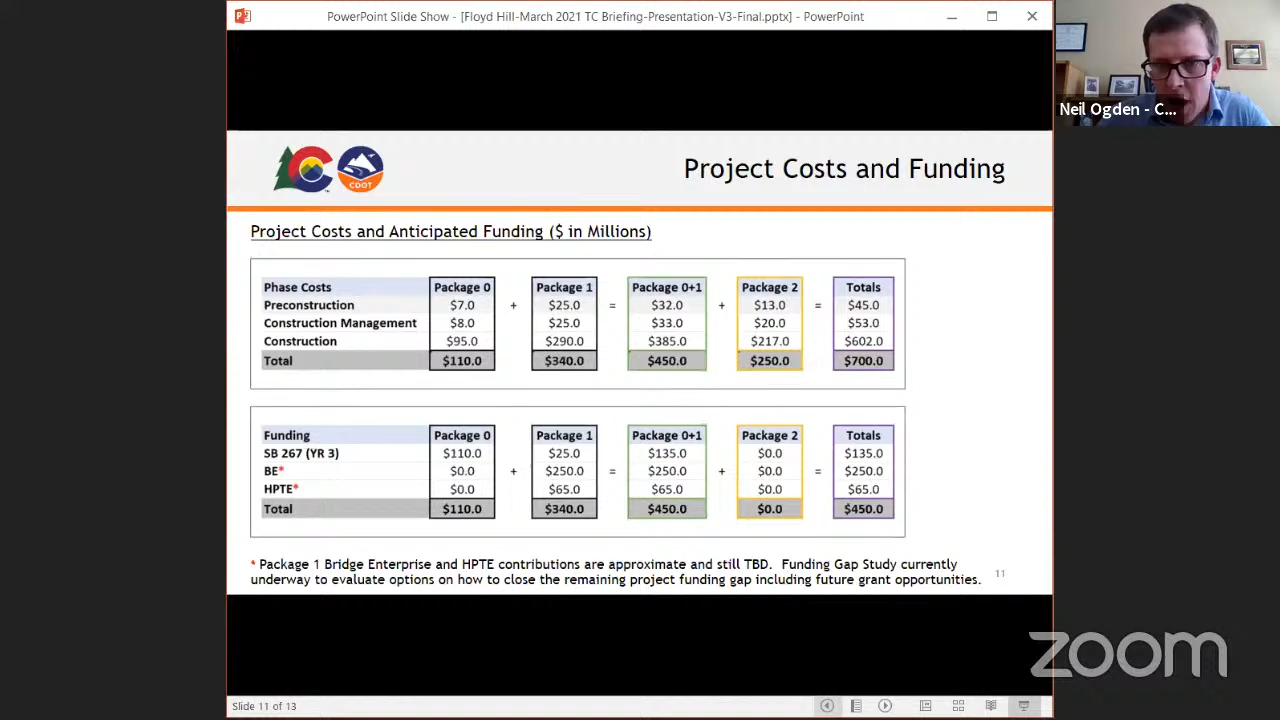 PowerPoint Slide Show - [Floyd Hill-March 2021 TC Briefing-Presentation-V3-Final.pptx] - PowerPoint
Neil Ogden - C...
CDOT
Project Costs and Funding
Project Costs and Anticipated Funding ($ in Millions)
Phase Costs Package 0 Package 1 Package 0+1 Package 2 Totals
Preconstruction $7.0 + $25.0 = $32.0 + $13.0 = $45.0
Construction Management $8.0 $25.0 $33.0 $20.0 $53.0
Construction $95.0 $290.0 $385.0 $217.0 $602.0
Total $110.0 $340.0 $450.0 $250.0 $700.0
Funding Package 0 Package 1 Package 0+1 Package 2 Totals
SB 267 (YR 3) $110.0 $25.0 $135.0 $0.0 $135.0
BE* $0.0 + $250.0 = $250.0 + $0.0 = $250.0
HPTE* $0.0 $65.0 $65.0 $0.0 $65.0
Total $110.0 $340.0 $450.0 $0.0 $450.0
* Package 1 Bridge Enterprise and HPTE contributions are approximate and still TBD. Funding Gap Study currently
underway to evaluate options on how to close the remaining project funding gap including future grant opportunities.
11
zoom
Slide 11 of 13